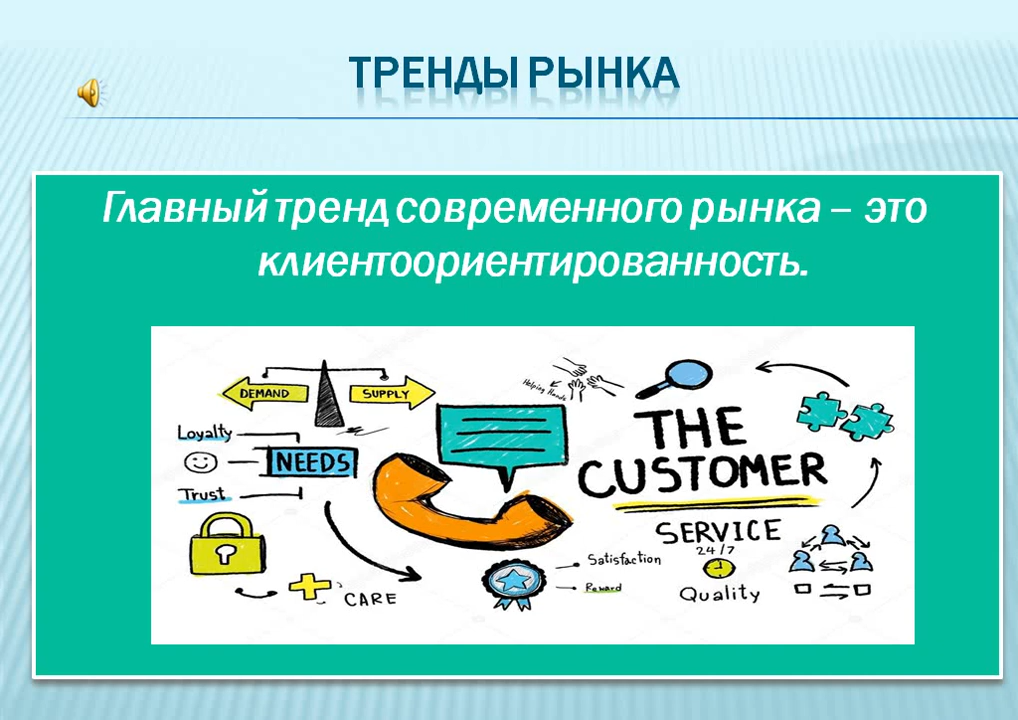 ТРЕНДЫ РЫНКА
Главный тренд современного рынка – это
клиентоориентированность.
DEMAND
SUPPLY
Helping Hands
Loyalty
NEEDS
Trust
THE
CUSTOMER
SERVICE
24/7
Satisfaction
Reward
Quality
CARE